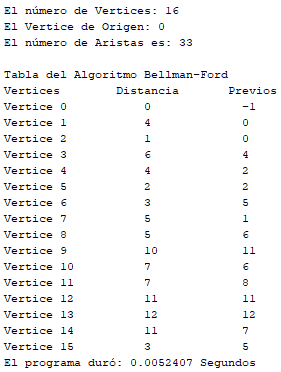 El número de Vertices: 16
El Vertice de Origen: 0
El número de Aristas es: 33
Tabla del Algoritmo Bellman-Ford
Vertices Distancia Previos
Vertice 0 0 -1
Vertice 1 4 0
Vertice 2 1 0
Vertice 3 6 4
Vertice 4 4 2
Vertice 5 2 2
Vertice 6 3 5
Vertice 7 5 1
Vertice 8 5 6
Vertice 9 10 11
Vertice 10 7 6
Vertice 11 7 8
Vertice 12 11 11
Vertice 13 12 12
Vertice 14 11 7
Vertice 15 3 5
El programa duró: 0.0052407 Segundos